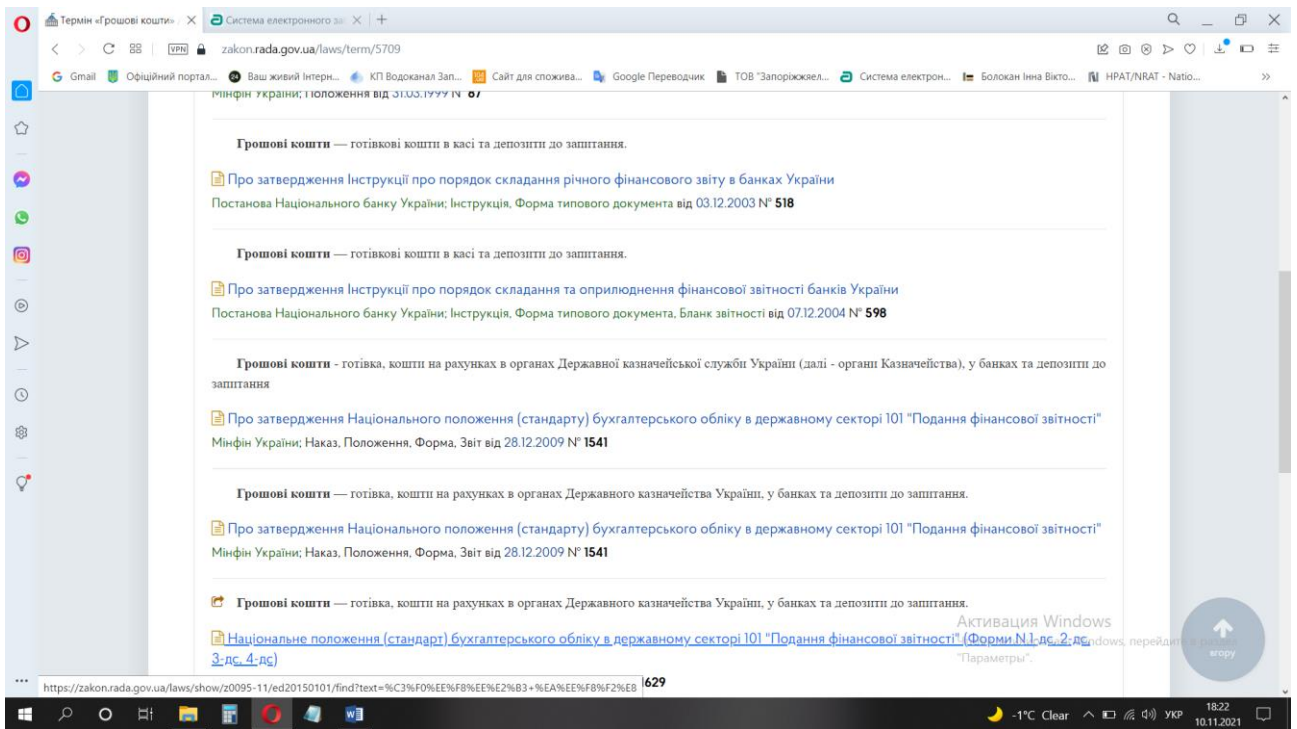 Термін «Грошові кошти»
Система електронного за
VPN
zakon.rada.gov.ua/laws/term/5709
Gmail
Офіційний портал...
Ваш живий Інтерн...
КП Водоканал Зап...
Сайт для спожива...
Google Переводчик
ТОВ "Запоріжжяел...
Система електрон...
Болокан Інна Вікто...
HPAT/NRAT - Natio...
Мінфін України; Положення від 31.03.1999 № 87
Грошові кошти — готівкові кошти в касі та депозити до запитання.
Про затвердження Інструкції про порядок складання річного фінансового звіту в банках України
Постанова Національного банку України; Інструкція, Форма типового документа від 03.12.2003 № 518
Грошові кошти — готівкові кошти в касі та депозити до запитання.
Про затвердження Інструкції про порядок складання та оприлюднення фінансової звітності банків України
Постанова Національного банку України; Інструкція, Форма типового документа, Бланк звітності від 07.12.2004 № 598
Грошові кошти - готівка, кошти на рахунках в органах Державної казначейської служби України (далі - органи Казначейства), у банках та депозити до
запитання
Про затвердження Національного положення (стандарту) бухгалтерського обліку в державному секторі 101 "Подання фінансової звітності"
Мінфін України; Наказ, Положення, Форма, Звіт від 28.12.2009 № 1541
Грошові кошти — готівка, кошти на рахунках в органах Державного казначейства України, у банках та депозити до запитання.
Про затвердження Національного положення (стандарту) бухгалтерського обліку в державному секторі 101 "Подання фінансової звітності"
Мінфін України; Наказ, Положення, Форма, Звіт від 28.12.2009 № 1541
Грошові кошти — готівка, кошти на рахунках в органах Державного казначейства України, у банках та депозити до запитання.
Національне положення (стандарт) бухгалтерського обліку в державному секторі 101 "Подання фінансової звітності" (Форми N 1-дс, 2-дс,
3-дс, 4-дс)
Активация Windows
"Параметры".
вгору
https://zakon.rada.gov.ua/laws/show/z0095-11/ed20150101/find?text=%C3%F0%EE%F8%EE%E2%B3+%EA%EE%F8%F2%E8
1629
-1°C Clear
УКР
18:22
10.11.2021